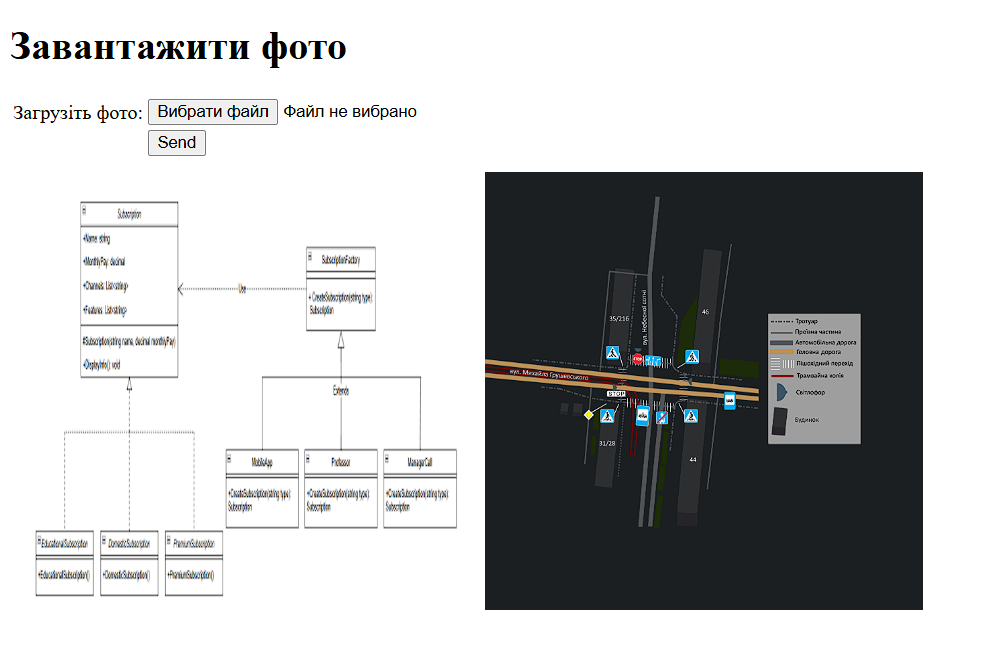 Завантажити фото
Загрузіть фото: Вибрати файл Файл не вибрано
Send
Subscription
+Name: string
+MonthlyPay: decimal
+Channels: List<string>
+Features: List<string>
#Subscription(string name, decimal monthlyPay)
+DisplayInfo(): void
Use
SubscriptionFactory
+ CreateSubscription(string type):
Subscription
Extends
MobileApp
+CreateSubscription(string type):
Subscription
Professor
+CreateSubscription(string type):
Subscription
ManagerCall
+CreateSubscription(string type):
Subscription
EducationalSubscription
+EducationalSubscription()
DomesticSubscription
+DomesticSubscription()
PremiumSubscription
+PremiumSubscription()
35/216
вул. Небесної сотні
46
STOP
вул. Михайла Грушевського
STOP
31/28
44
Тротуар
Проїзна частина
Автомобільна дорога
Головна дорога
Пішохідний перехід
Трамвайна колія
Світлофор
Будинок